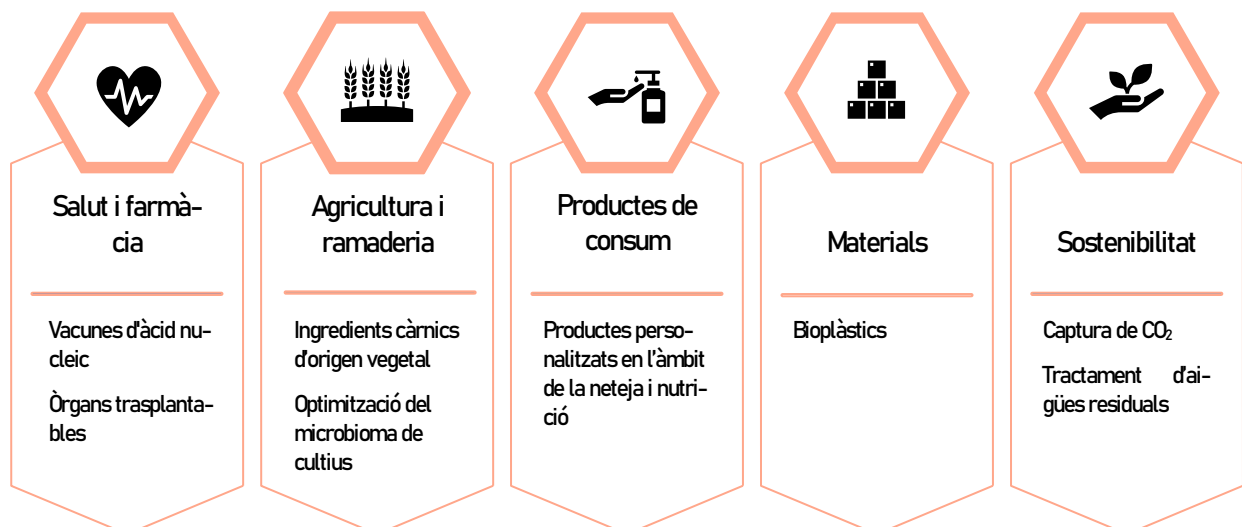 Salut i farmà-
cia
Vacunes d'àcid nu-
cleic
Òrgans trasplanta-
bles
Agricultura i
ramaderia
Ingredients càrnics
d'origen vegetal
Optimització del
microbioma de
cultius
Productes de
consum
Productes perso-
nalitzats en l'àmbit
de la neteja i nutri-
ció
Materials
Bioplàstics
Sostenibilitat
Captura de CO₂
Tractament d'ai-
gües residuals